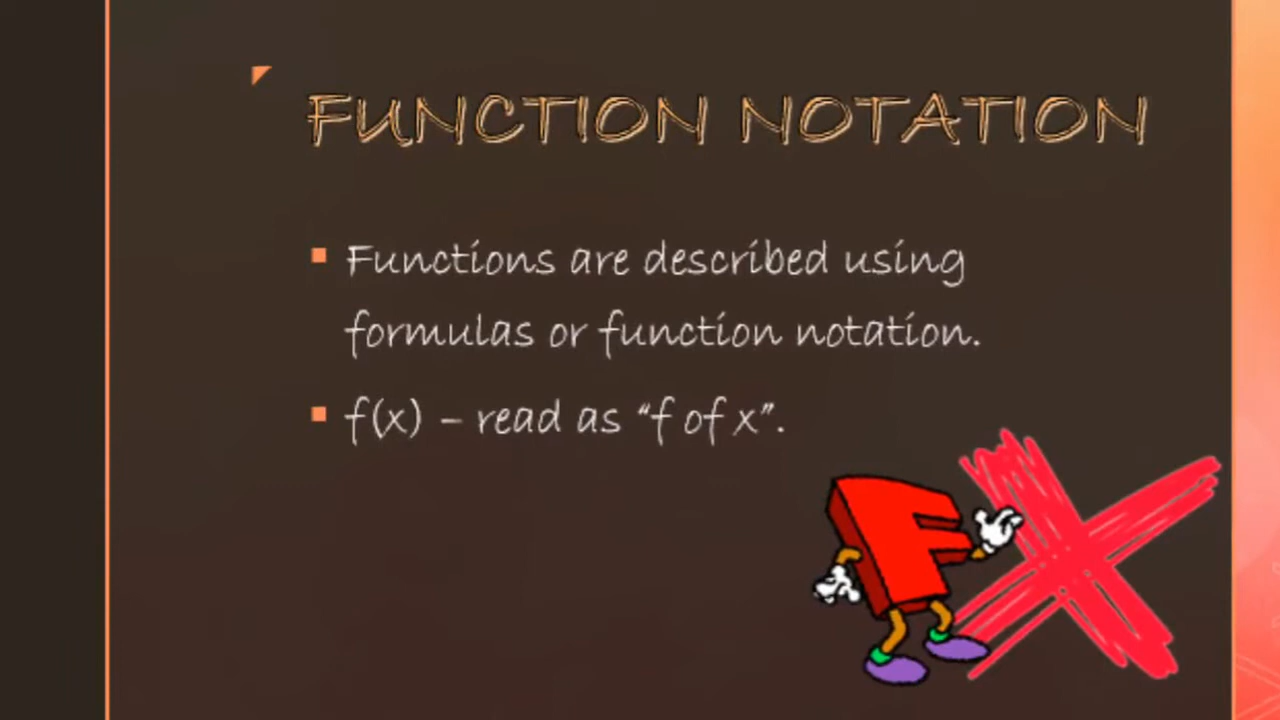 FUNCTION NOTATION
Functions are described using
formulas or function notation.
f(x) – read as “f of x”.
F X